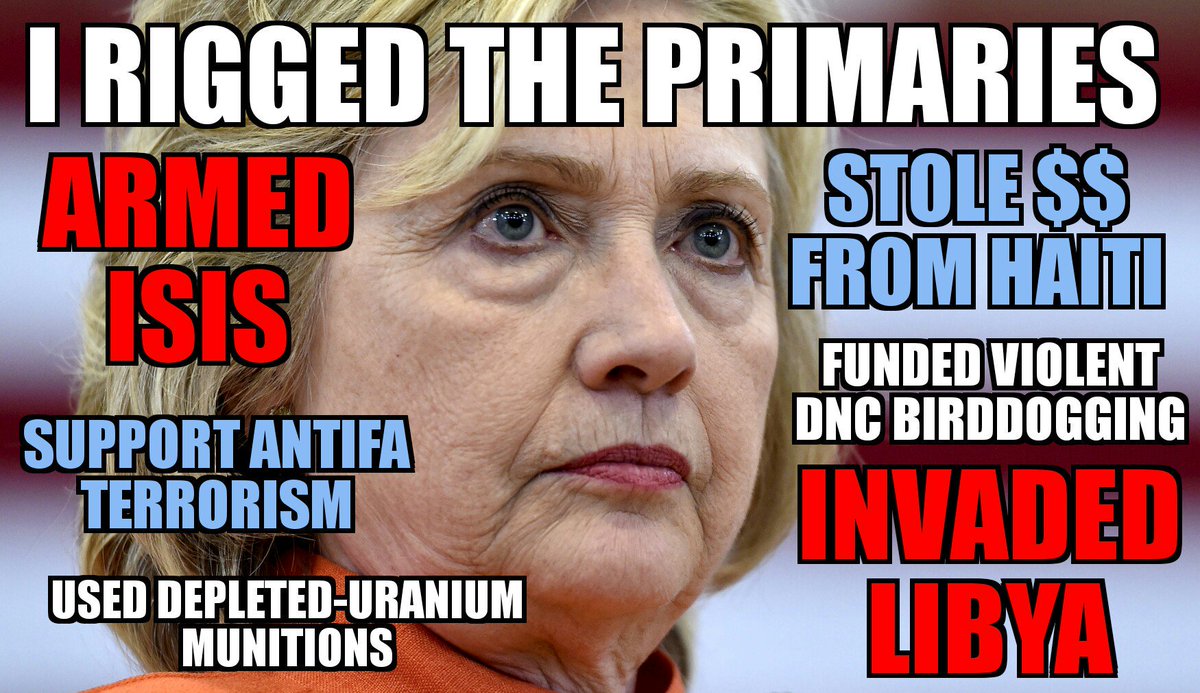 I RIGGED THE PRIMARIES
ARMED
ISIS
SUPPORT ANTIFA
TERRORISM
USED DEPLETED-URANIUM
MUNITIONS
STOLE $$
FROM HAITI
FUNDED VIOLENT
DNC BIRDDOGGING
INVADED
LIBYA